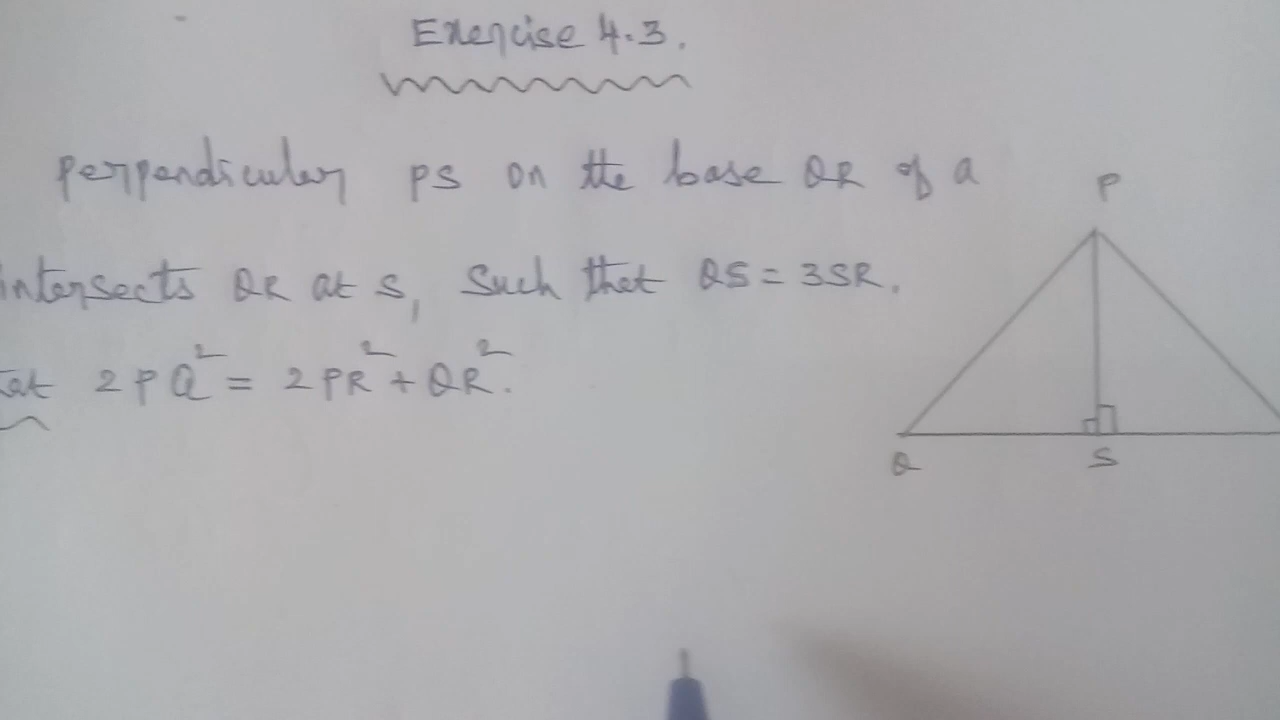 Exercise 4.3.
perpendicular PS on the base QR of a
intersects QR at S, Such that QS = 3SR.
at 2PQ² = 2PR² + QR².
P
Q
S